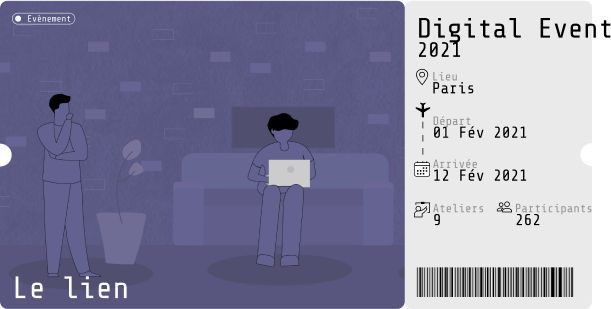 Evènement
Le lien
Digital Event
2021
Lieu
Paris
Départ
01 Fév 2021
Arrivée
12 Fév 2021
Ateliers
9
Participants
262